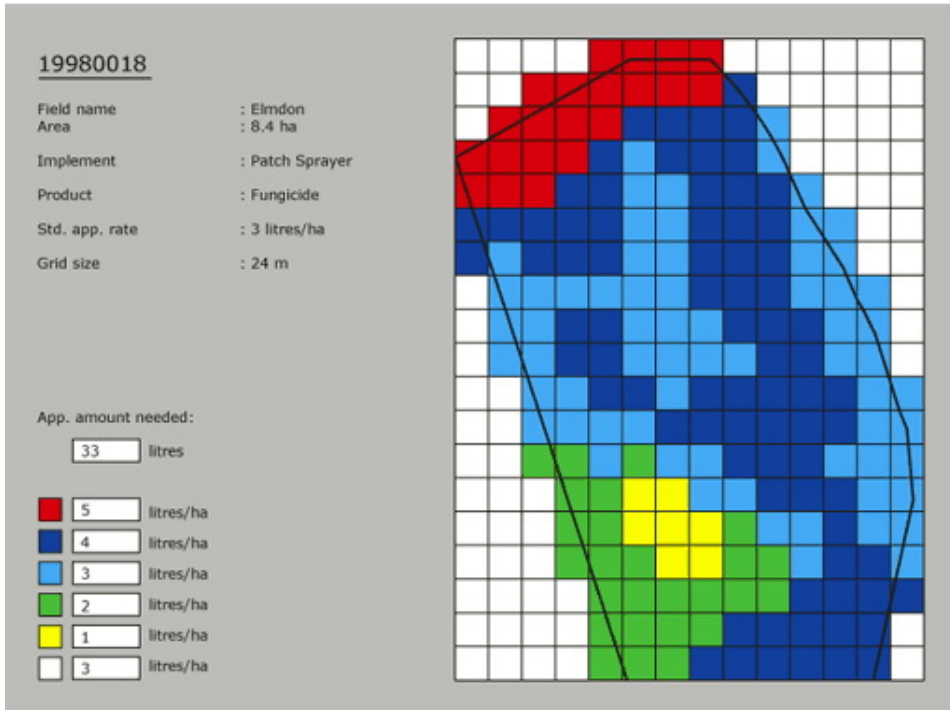 19980018
Field name : Elmdon
Area : 8.4 ha
Implement : Patch Sprayer
Product : Fungicide
Std. app. rate : 3 litres/ha
Grid size : 24 m
App. amount needed:
33 litres
5 litres/ha
4 litres/ha
3 litres/ha
2 litres/ha
1 litres/ha
3 litres/ha